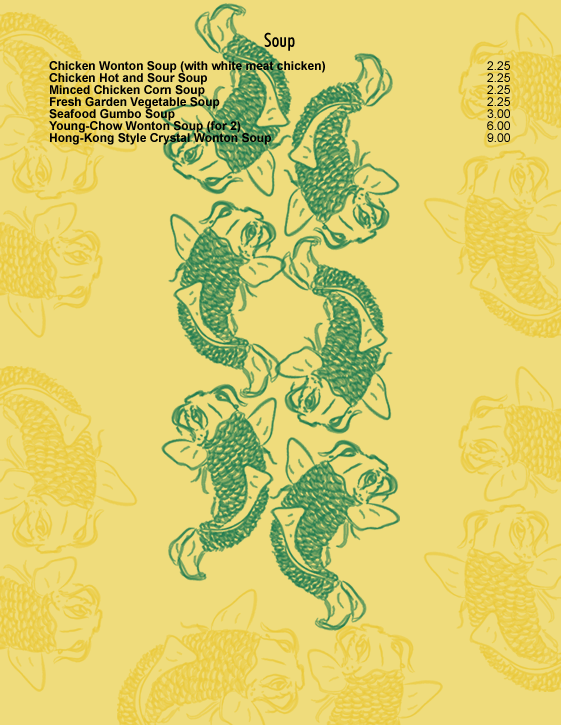 Soup
Chicken Wonton Soup (with white meat chicken) 2.25
Chicken Hot and Sour Soup 2.25
Minced Chicken Corn Soup 2.25
Fresh Garden Vegetable Soup 2.25
Seafood Gumbo Soup 3.00
Young-Chow Wonton Soup (for 2) 6.00
Hong-Kong Style Crystal Wonton Soup 9.00